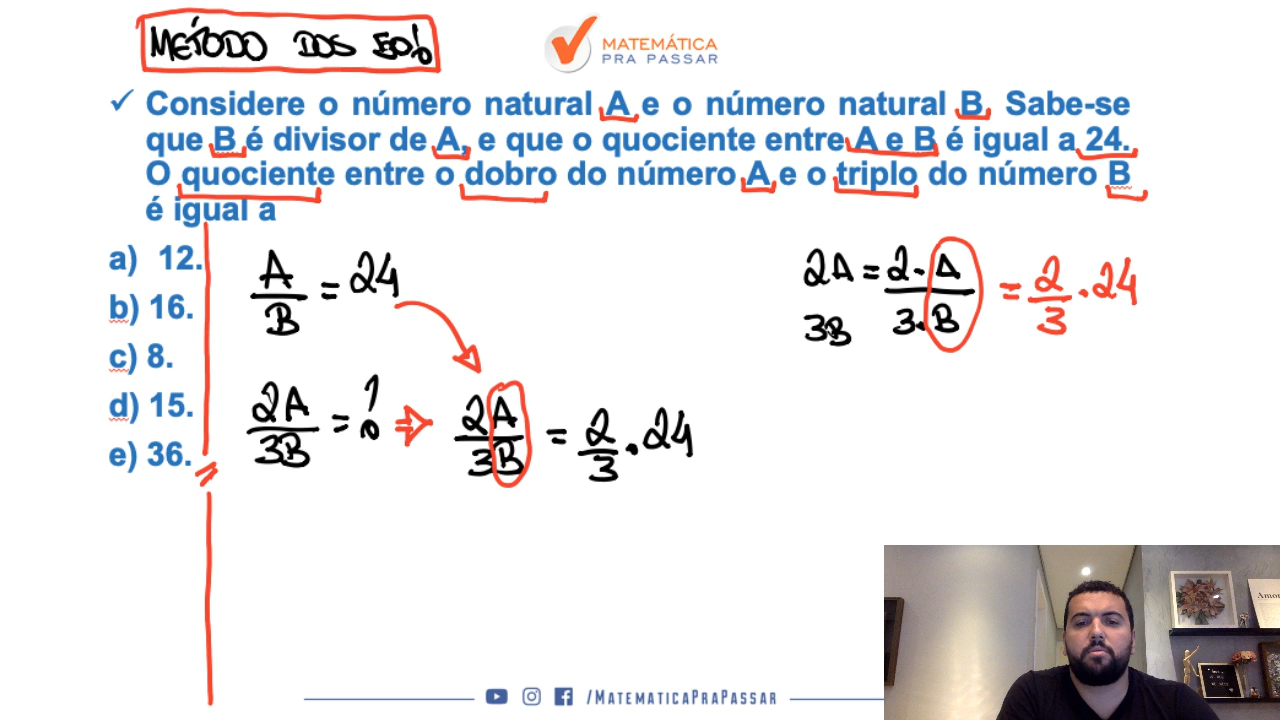 MÉTODO DOS 50%
MATEMÁTICA
PRA PASSAR
✓ Considere o número natural A e o número natural B. Sabe-se
que B é divisor de A, e que o quociente entre A e B é igual a 24.
O quociente entre o dobro do número A e o triplo do número B
é igual a
a) 12.
b) 16.
c) 8.
d) 15.
e) 36.
A/B = 24
2A/3B = ? ⇒ 2A/3B = 2/3 . 24
2A/3B = 2.A/3.B = 2/3 . 24
/MATEMATICAPRAPASSAR